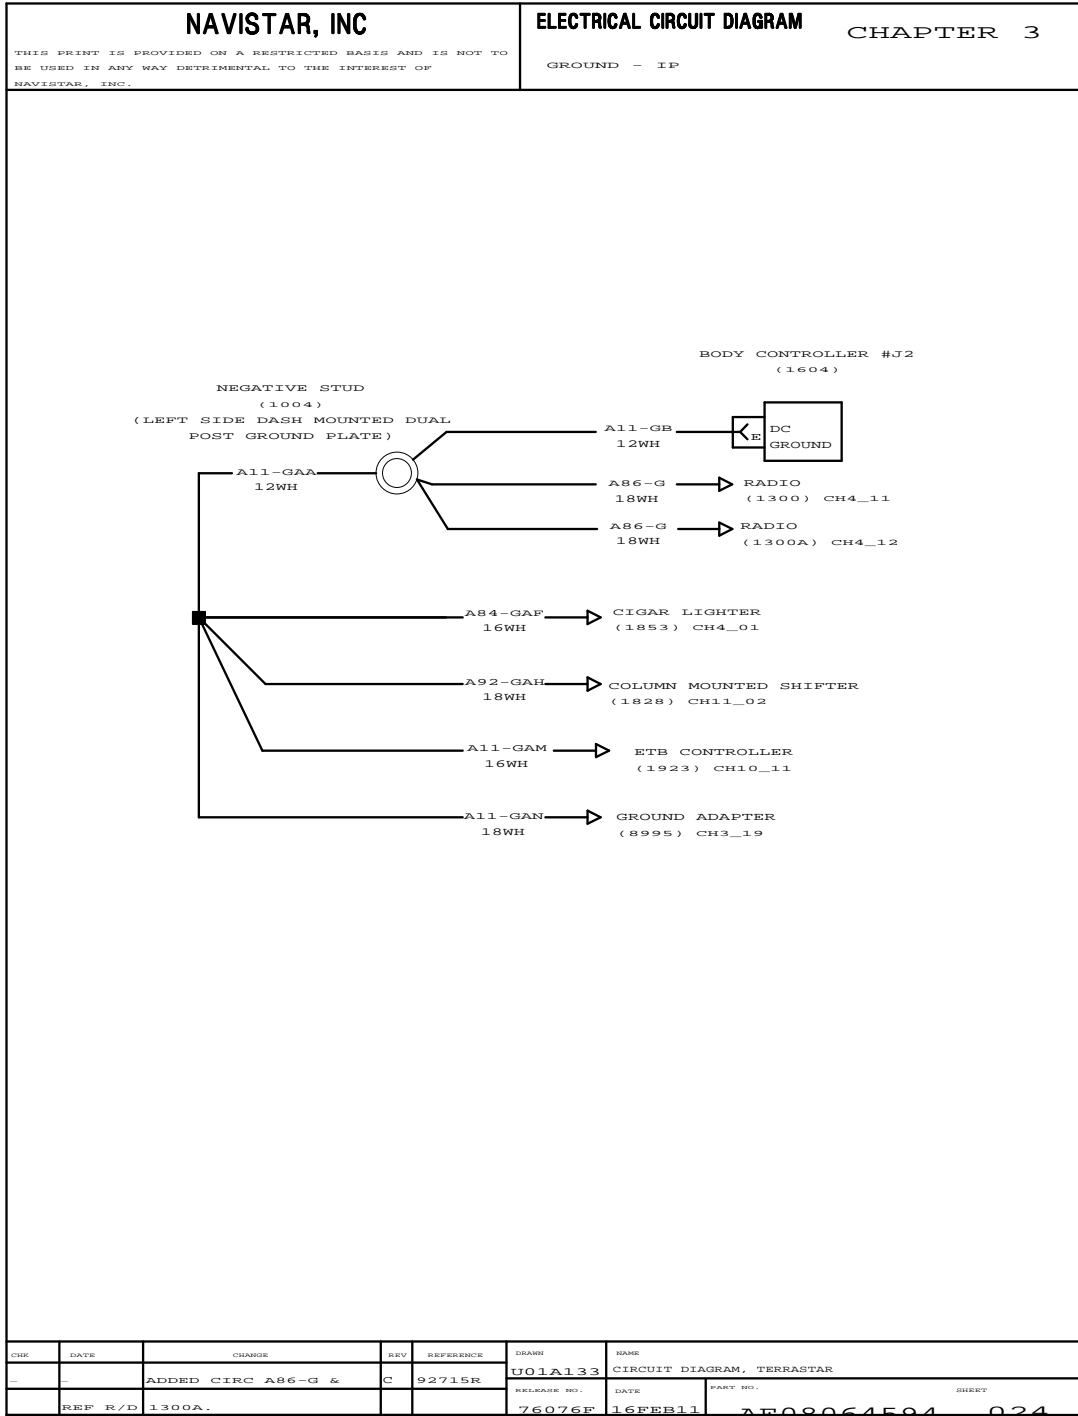 NAVISTAR, INC
THIS PRINT IS PROVIDED ON A RESTRICTED BASIS AND IS NOT TO
BE USED IN ANY WAY DETRIMENTAL TO THE INTEREST OF
NAVISTAR, INC.
ELECTRICAL CIRCUIT DIAGRAM
CHAPTER 3
GROUND - IP
BODY CONTROLLER #J2
(1604)
NEGATIVE STUD
(1004)
(LEFT SIDE DASH MOUNTED DUAL
POST GROUND PLATE)
A11-GB
12WH
E
DC
GROUND
A11-GAA
12WH
A86-G
18WH
RADIO
(1300) CH4_11
A86-G
18WH
RADIO
(1300A) CH4_12
A84-GAF
16WH
CIGAR LIGHTER
(1853) CH4_01
A92-GAH
18WH
COLUMN MOUNTED SHIFTER
(1828) CH11_02
A11-GAM
16WH
ETB CONTROLLER
(1923) CH10_11
A11-GAN
18WH
GROUND ADAPTER
(8995) CH3_19
CHK DATE CHANGE REV REFERENCE
- - ADDED CIRC A86-G & C 92715R
REF R/D 1300A.
DRAWN
U01A133
NAME
CIRCUIT DIAGRAM, TERRASTAR
RELEASE NO.
76076F
DATE
16FEB11
PART NO.
AF08064594
SHEET
024